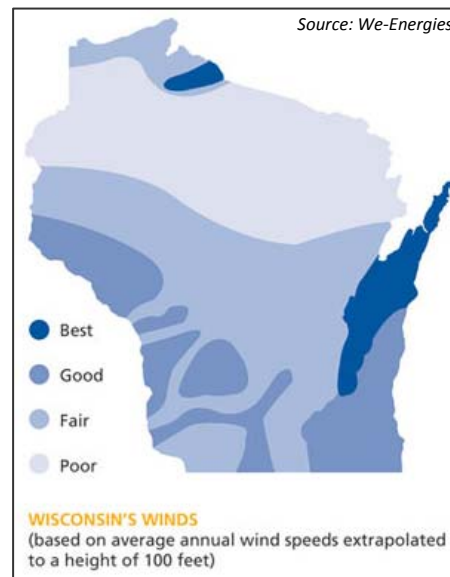 Source: We-Energies
Best
Good
Fair
Poor
WISCONSIN'S WINDS
(based on average annual wind speeds extrapolated
to a height of 100 feet)